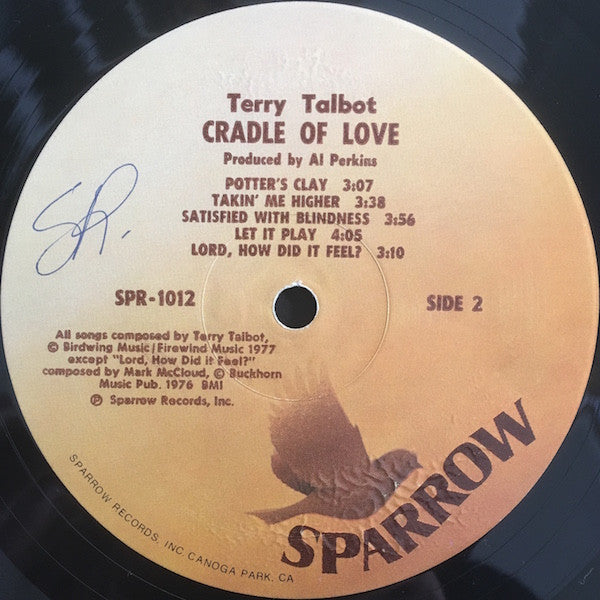 Terry Talbot
CRADLE OF LOVE
Produced by Al Perkins
POTTER'S CLAY 3:07
TAKIN' ME HIGHER 3:38
SATISFIED WITH BLINDNESS 3:56
LET IT PLAY 4:05
LORD, HOW DID IT FEEL? 3:10
SR.
SPR-1012
SIDE 2
All songs composed by Terry Talbot,
© Birdwing Music/Firewind Music 1977
except "Lord, How Did it Feel?"
composed by Mark McCloud, © Buckhorn
Music Pub. 1976 BMI
℗ Sparrow Records, Inc.
SPARROW
SPARROW RECORDS, INC CANOGA PARK, CA